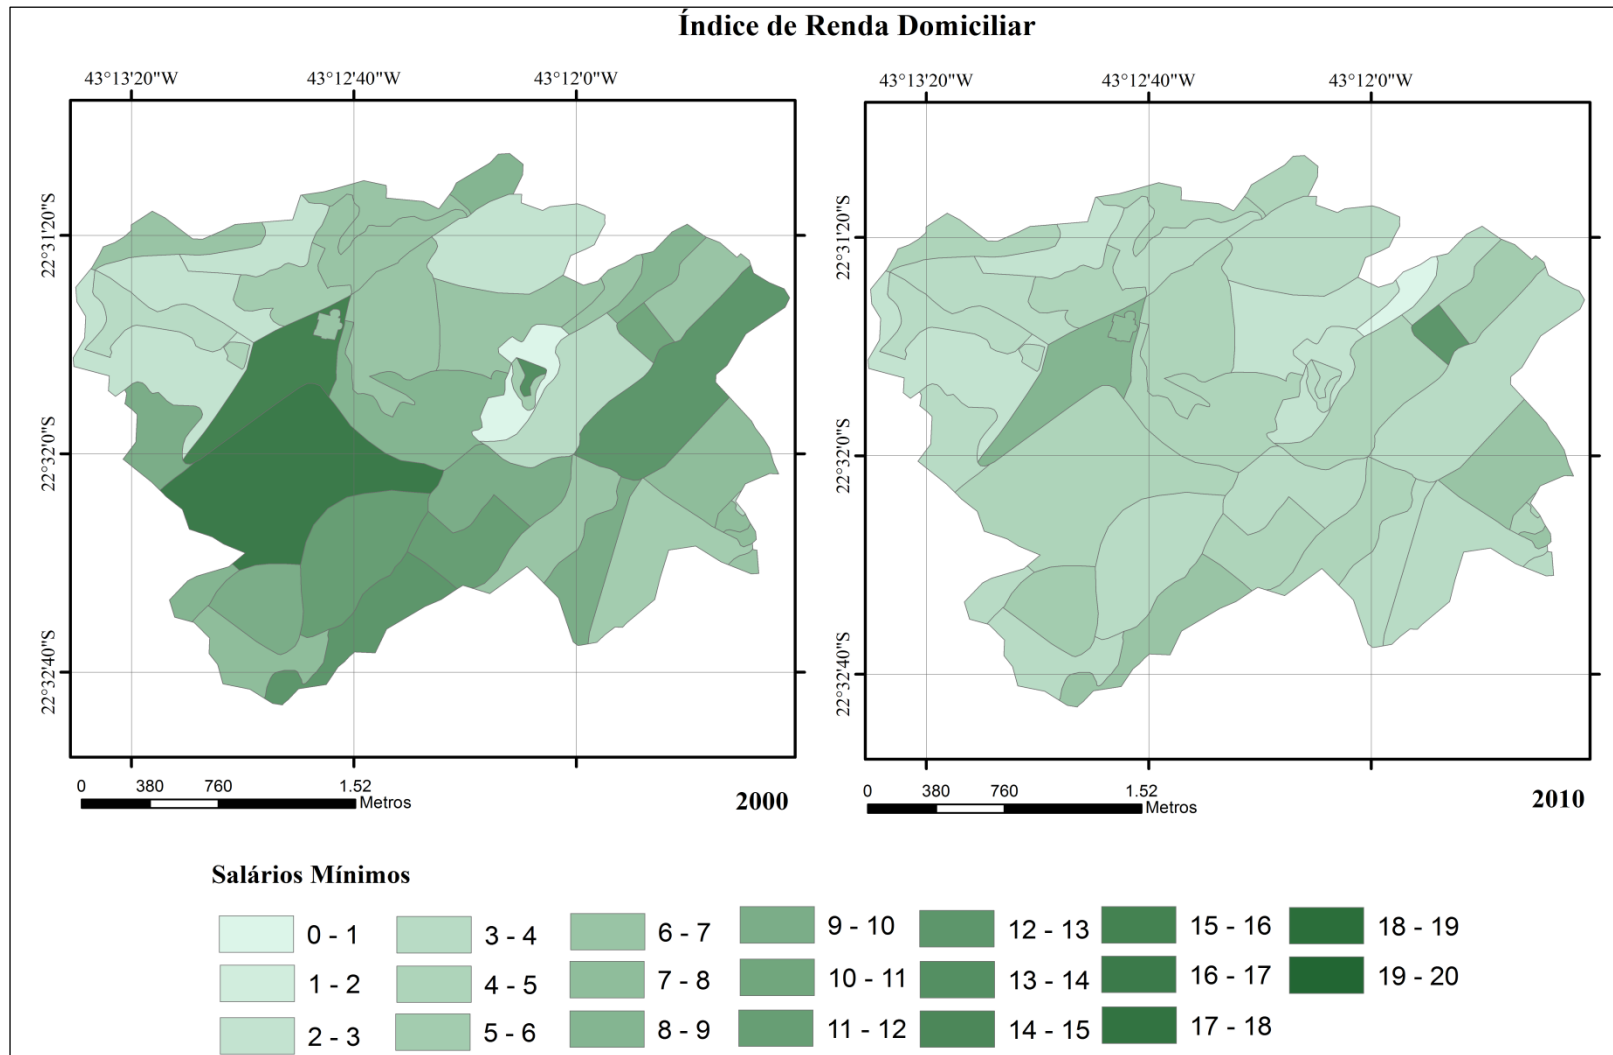 Índice de Renda Domiciliar
43°13'20"W 43°12'40"W 43°12'0"W
43°13'20"W 43°12'40"W 43°12'0"W
22°31'20"S
22°32'0"S
22°32'40"S
22°31'20"S
22°32'0"S
22°32'40"S
0 380 760 1.52
Metros
2000
0 380 760 1.52
Metros
2010
Salários Mínimos
0 - 1
1 - 2
2 - 3
3 - 4
4 - 5
5 - 6
6 - 7
7 - 8
8 - 9
9 - 10
10 - 11
11 - 12
12 - 13
13 - 14
14 - 15
15 - 16
16 - 17
17 - 18
18 - 19
19 - 20